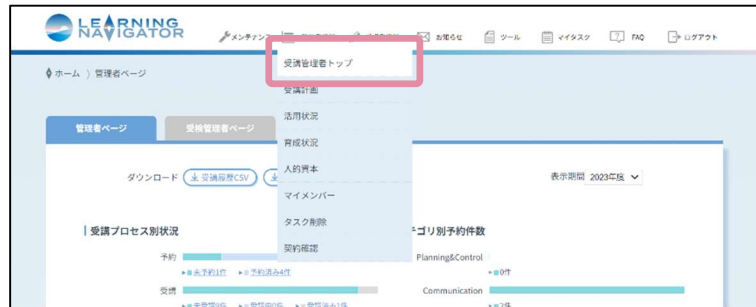 LEARNING
NAVIGATOR
メンテナンス
お知らせ
ツール
マイタスク
FAQ
ログアウト
ホーム 〉 管理者ページ
受講管理者トップ
受講計画
活用状況
育成状況
人的資本
マイメンバー
タスク削除
契約確認
管理者ページ
受検管理者ページ
ダウンロード
受講履歴CSV
表示期間 2023年度
受講プロセス別状況
テゴリ別予約件数
予約
未予約1件
予約済み4件
受講
Planning&Control
0件
Communication